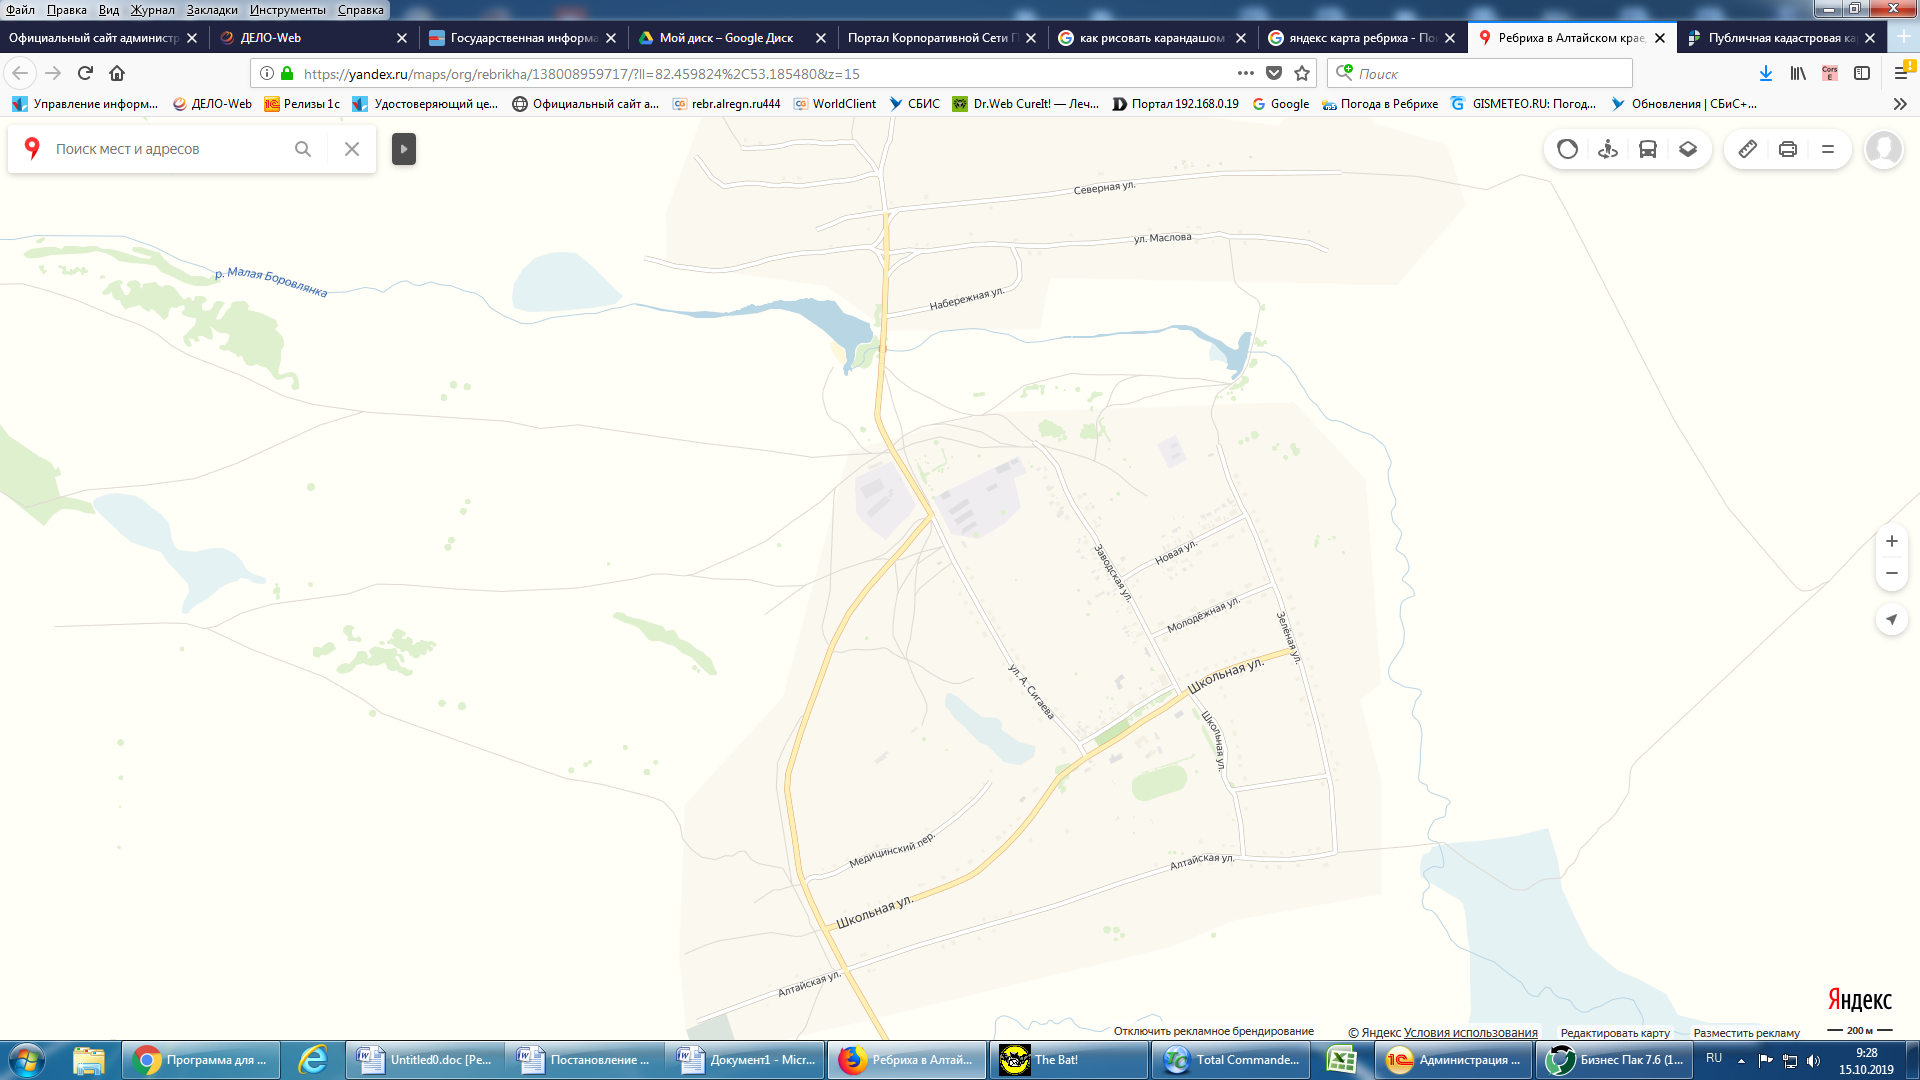 Файл Правка Вид Журнал Закладки Инструменты Справка
Официальный сайт администр
ДЕЛО-Web
Государственная информа
Мой диск – Google Диск
Портал Корпоративной Сети П
как рисовать карандашом
яндекс карта ребриха - По
Ребриха в Алтайском крае,
Публичная кадастровая ка
https://yandex.ru/maps/org/rebrikha/138008959717/?ll=82.459824%2C53.185480&z=15
Поиск
Управление информ...
ДЕЛО-Web
Релизы 1с
Удостоверяющий це...
Официальный сайт а...
rebr.alregn.ru444
WorldClient
СБИС
Dr.Web CureIt! — Леч...
Портал 192.168.0.19
Google
Погода в Ребрихе
GISMETEO.RU: Погод...
Обновления | СБиС+...
Поиск мест и адресов
Северная ул.
ул. Маслова
р. Малая Боровлянка
Набережная ул.
Заводская ул.
Новая ул.
Молодёжная ул.
Зелёная ул.
Школьная ул.
ул. А. Сигаева
Школьная ул.
Медицинский пер.
Алтайская ул.
Школьная ул.
Алтайская ул.
Яндекс
Отключить рекламное брендирование
© Яндекс Условия использования
Редактировать карту
Разместить рекламу
200 м
Программа для ...
Untitled0.doc [Ре...
Постановление ...
Документ1 - Micr...
Ребриха в Алтай...
The Bat!
Total Commande...
Администрация ...
Бизнес Пак 7.6 (1...
RU
9:28
15.10.2019